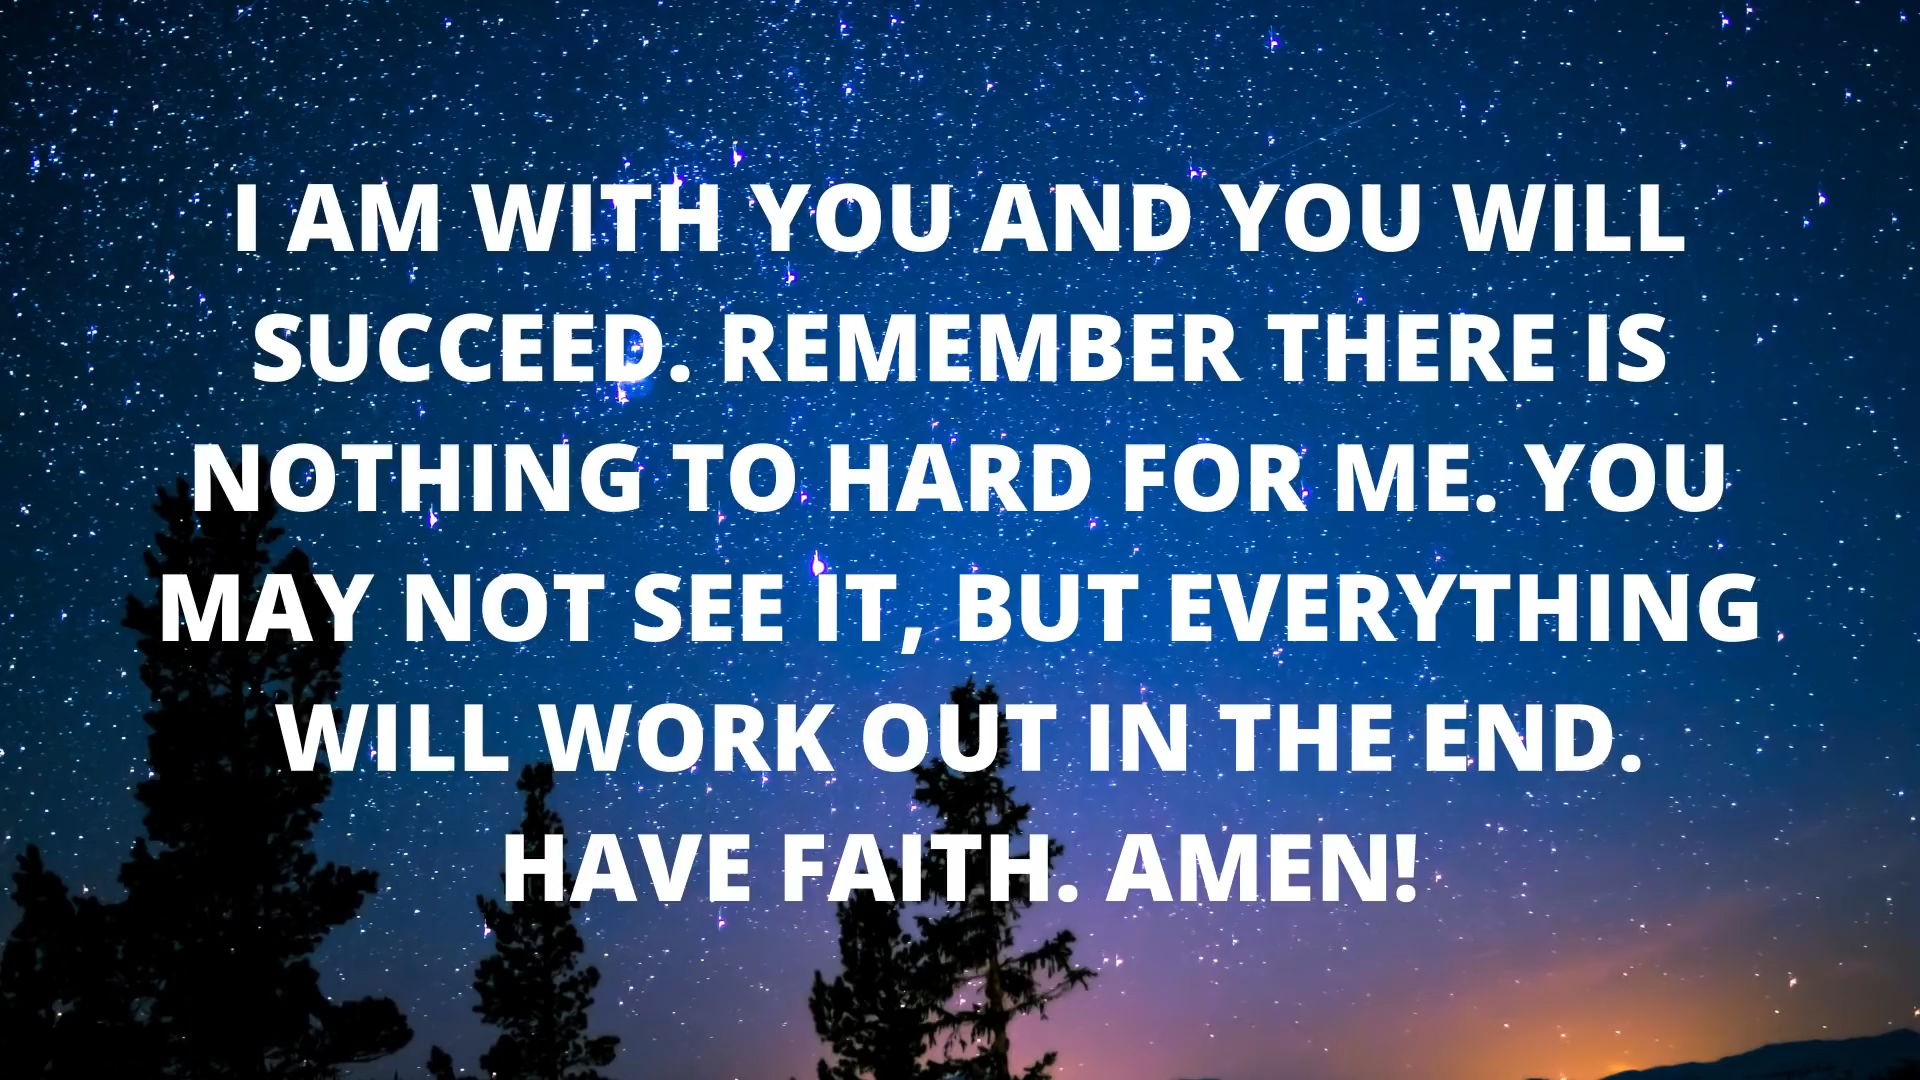 I AM WITH YOU AND YOU WILL
SUCCEED. REMEMBER THERE IS
NOTHING TO HARD FOR ME. YOU
MAY NOT SEE IT, BUT EVERYTHING
WILL WORK OUT IN THE END.
HAVE FAITH. AMEN!